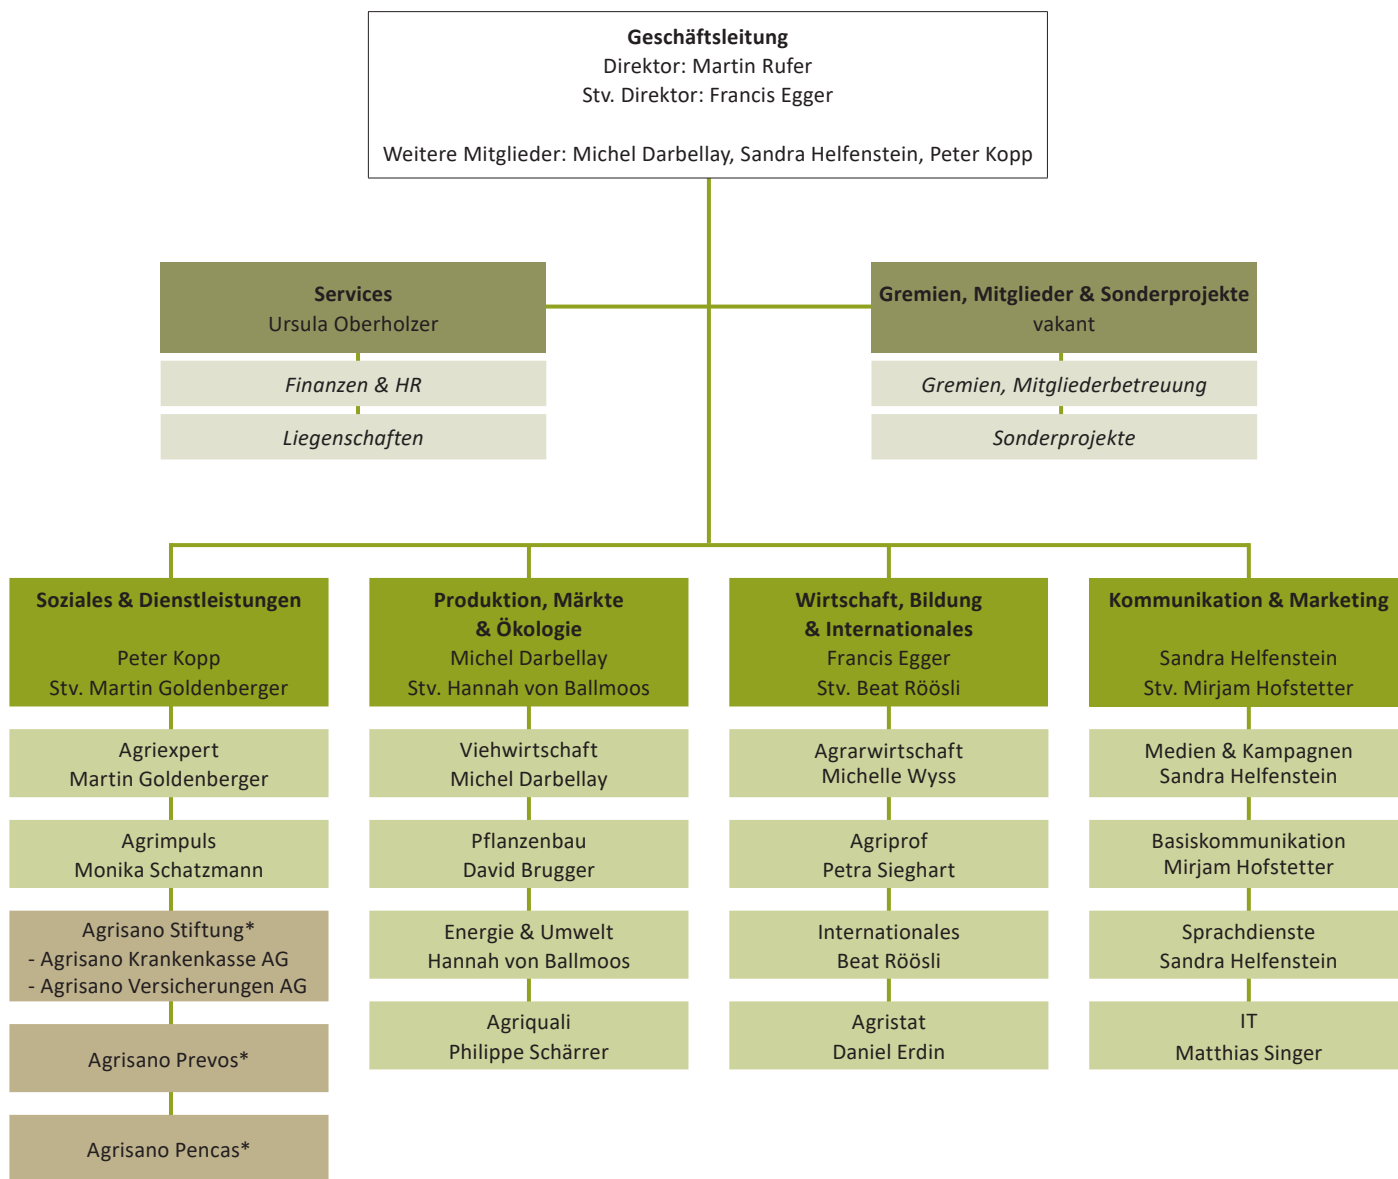 Geschäftsleitung
Direktor: Martin Rufer
Stv. Direktor: Francis Egger
Weitere Mitglieder: Michel Darbellay, Sandra Helfenstein, Peter Kopp
Services
Ursula Oberholzer
Finanzen & HR
Liegenschaften
Gremien, Mitglieder & Sonderprojekte
vakant
Gremien, Mitgliederbetreuung
Sonderprojekte
Soziales & Dienstleistungen
Peter Kopp
Stv. Martin Goldenberger
Agriexpert
Martin Goldenberger
Agrimpuls
Monika Schatzmann
Agrisano Stiftung*
- Agrisano Krankenkasse AG
- Agrisano Versicherungen AG
Agrisano Prevos*
Agrisano Pencas*
Produktion, Märkte
& Ökologie
Michel Darbellay
Stv. Hannah von Ballmoos
Viehwirtschaft
Michel Darbellay
Pflanzenbau
David Brugger
Energie & Umwelt
Hannah von Ballmoos
Agriquali
Philippe Schärrer
Wirtschaft, Bildung
& Internationales
Francis Egger
Stv. Beat Röösli
Agrarwirtschaft
Michelle Wyss
Agriprof
Petra Sieghart
Internationales
Beat Röösli
Agristat
Daniel Erdin
Kommunikation & Marketing
Sandra Helfenstein
Stv. Mirjam Hofstetter
Medien & Kampagnen
Sandra Helfenstein
Basiskommunikation
Mirjam Hofstetter
Sprachdienste
Sandra Helfenstein
IT
Matthias Singer